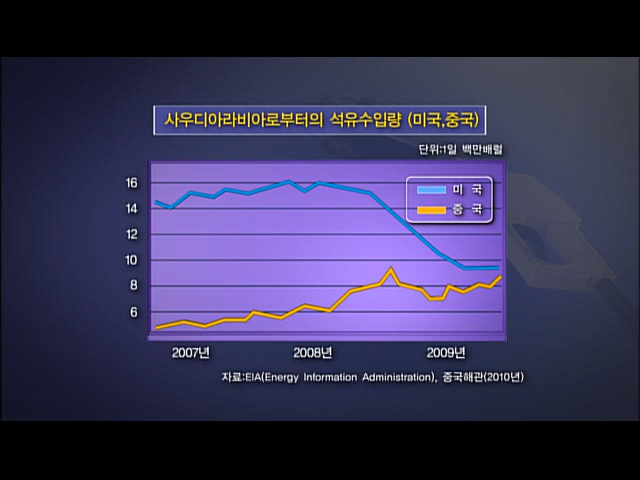 사우디아라비아로부터의 석유수입량 (미국,중국)
단위:1일 백만배럴
16
14
12
10
8
6
미 국
중 국
2007년 2008년 2009년
자료:EIA(Energy Information Administration), 중국해관(2010년)